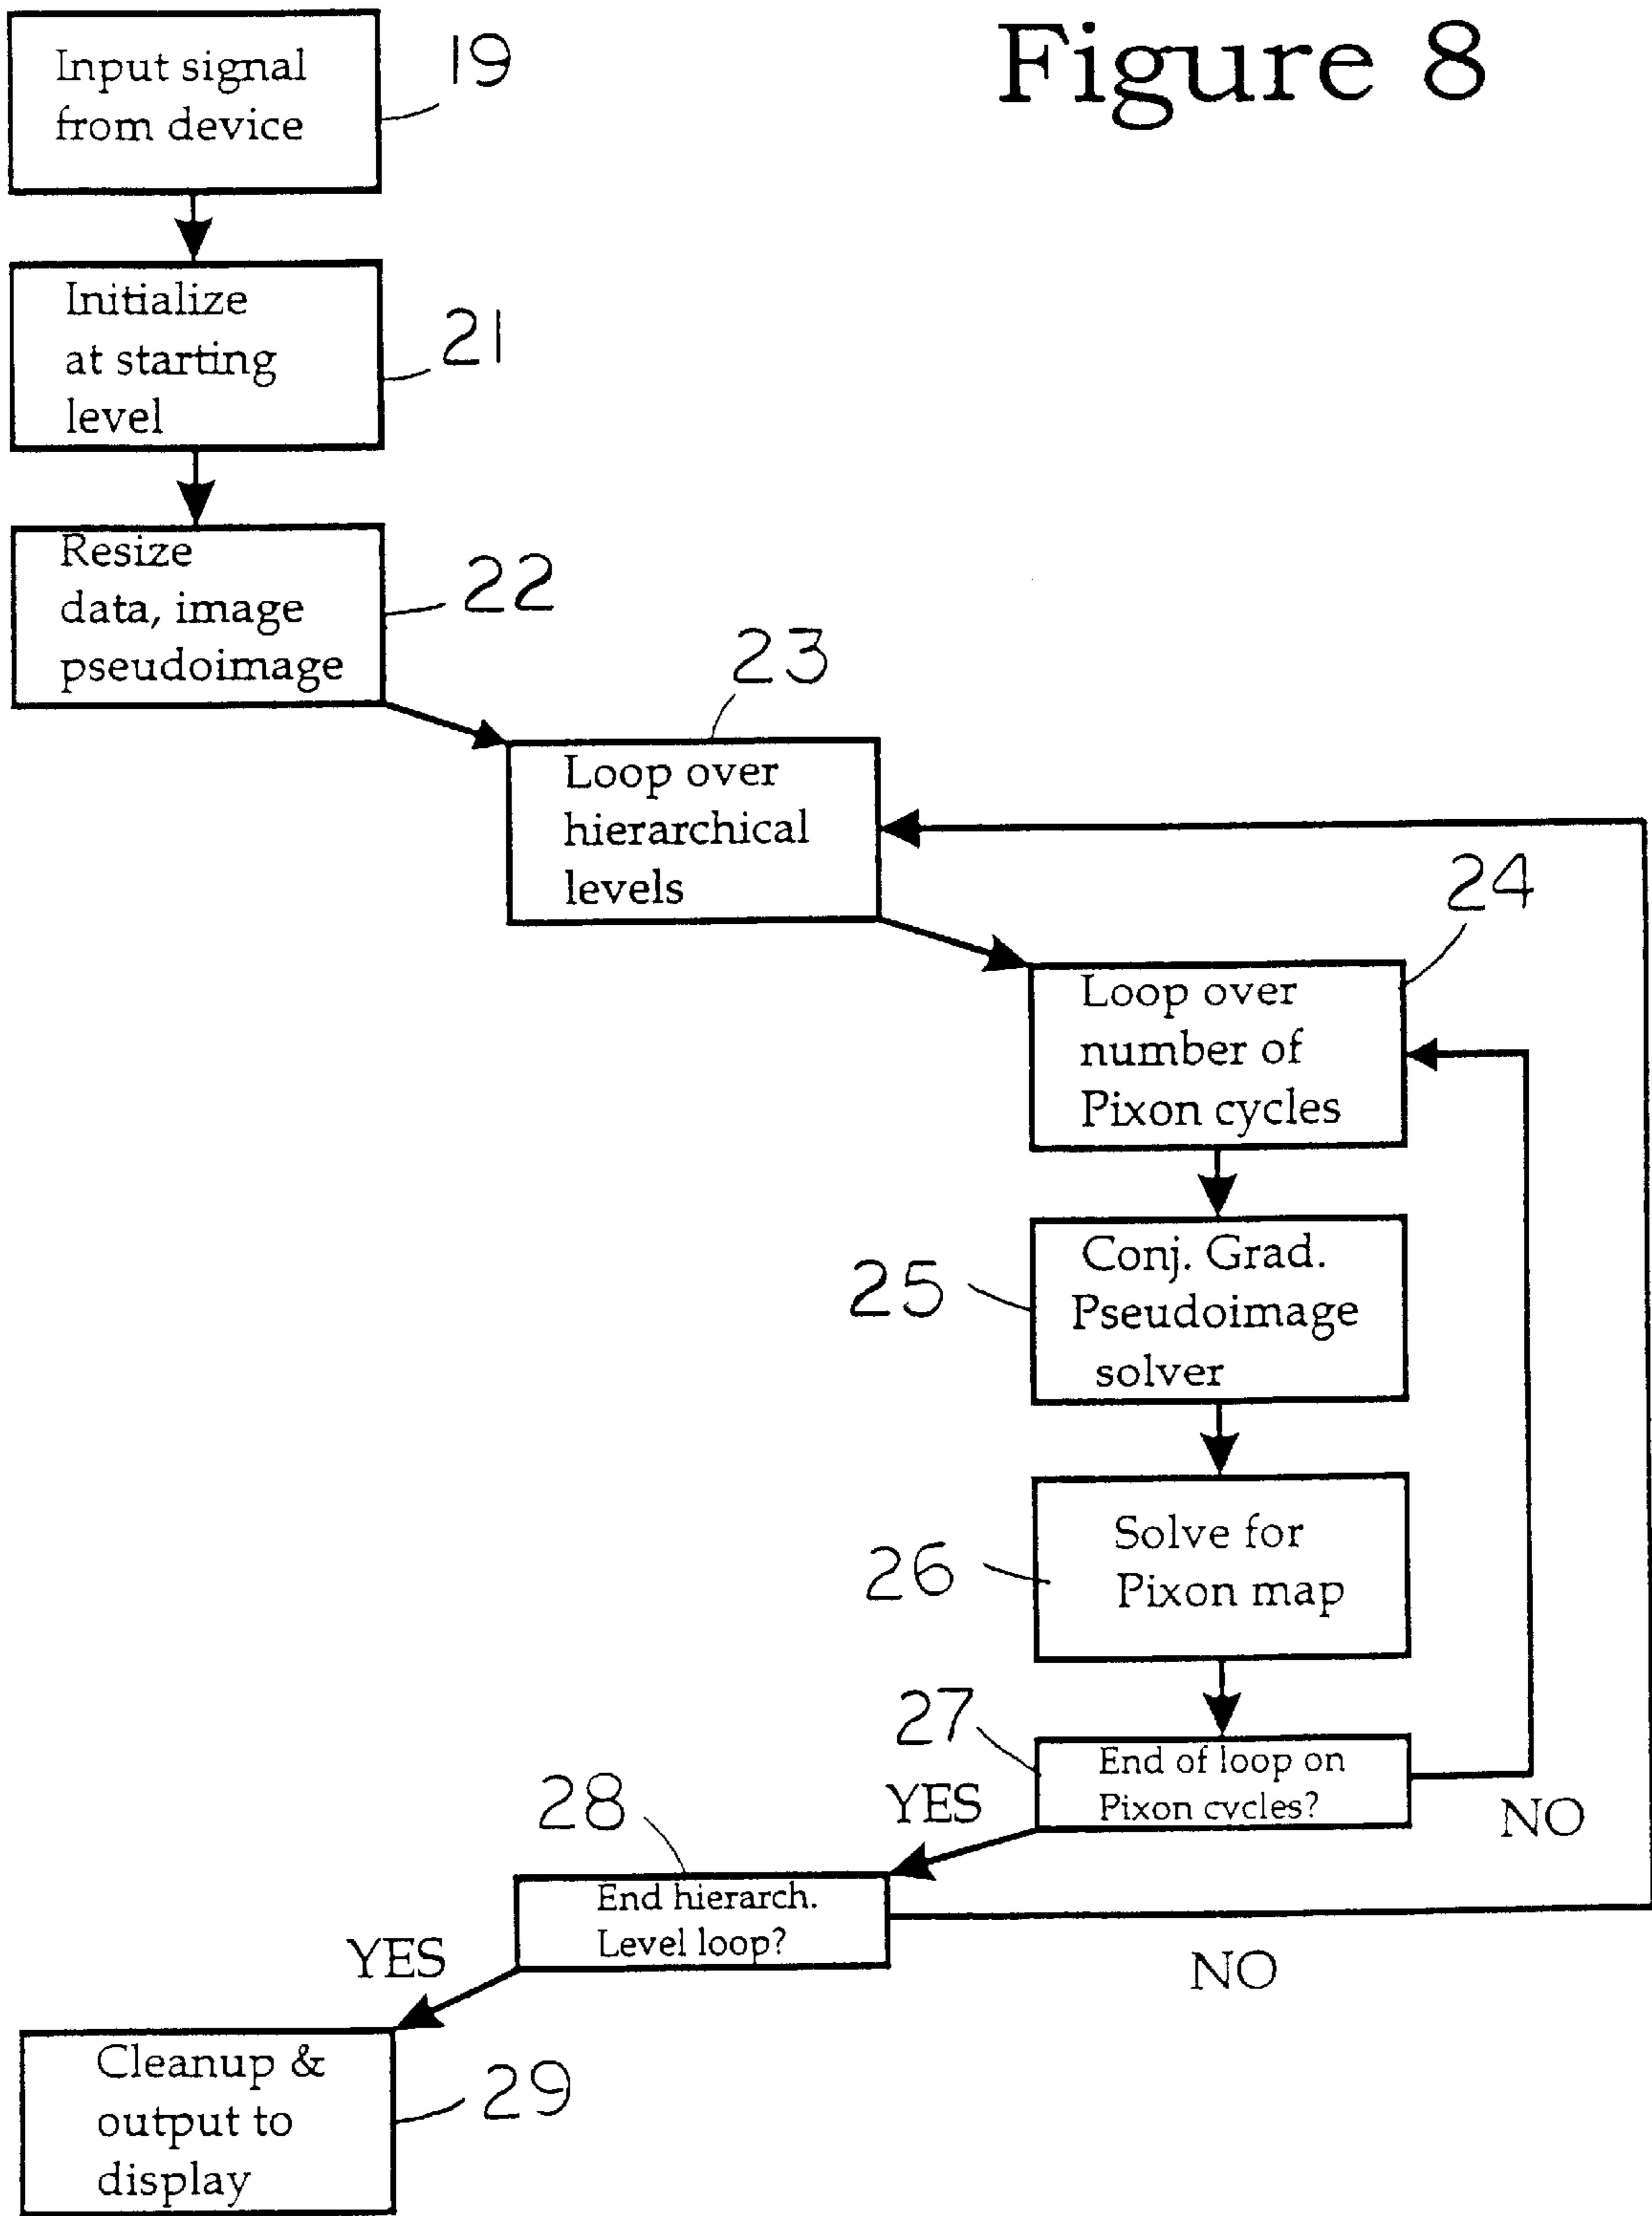 Figure 8
Input signal
from device
19
Initialize
at starting
level
21
Resize
data, image
pseudoimage
22
23
Loop over
hierarchical
levels
24
Loop over
number of
Pixon cycles
25
Conj. Grad.
Pseudoimage
solver
26
Solve for
Pixon map
27
End of loop on
Pixon cycles?
YES
NO
28
End hierarch.
Level loop?
YES
NO
Cleanup &
output to
display
29